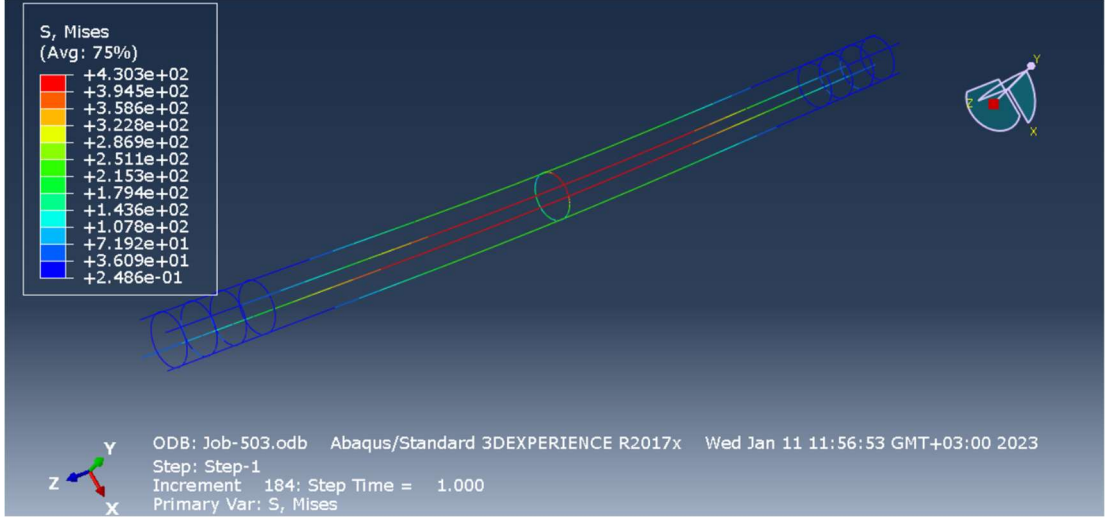 S, Mises
(Avg: 75%)
+4.303e+02
+3.945e+02
+3.586e+02
+3.228e+02
+2.869e+02
+2.511e+02
+2.153e+02
+1.794e+02
+1.436e+02
+1.078e+02
+7.192e+01
+3.609e+01
+2.486e-01
Y
Z
X
Y
Z
X
ODB: Job-503.odb Abaqus/Standard 3DEXPERIENCE R2017x Wed Jan 11 11:56:53 GMT+03:00 2023
Step: Step-1
Increment 184: Step Time = 1.000
Primary Var: S, Mises